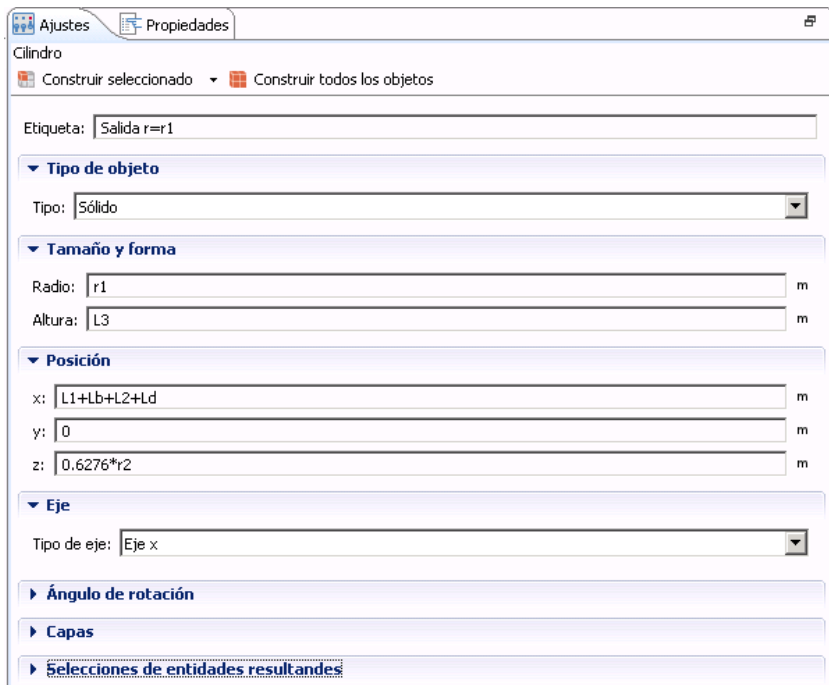 Ajustes Propiedades
Cilindro
Construir seleccionado Construir todos los objetos
Etiqueta: Salida r=r1
Tipo de objeto
Tipo: Sólido
Tamaño y forma
Radio: r1 m
Altura: L3 m
Posición
x: L1+Lb+L2+Ld m
y: 0 m
z: 0.6276*r2 m
Eje
Tipo de eje: Eje x
Ángulo de rotación
Capas
Selecciones de entidades resultandes